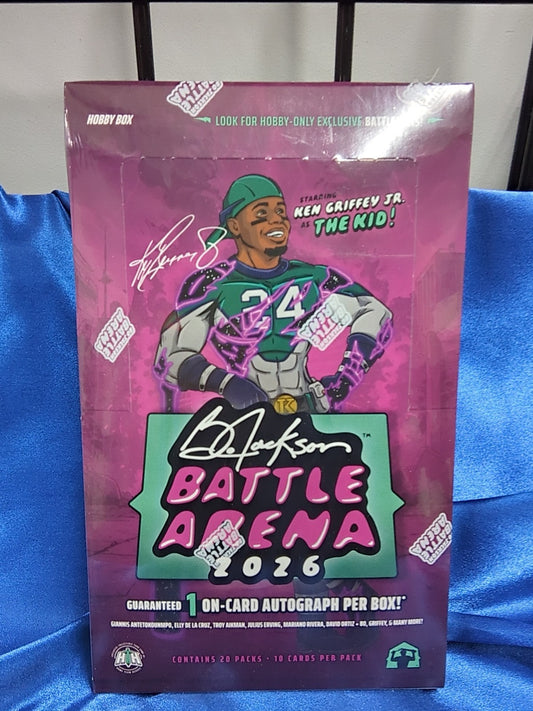 HOBBY BOX
LOOK FOR HOBBY-ONLY EXCLUSIVE BATTLE
STARRING
KEN GRIFFEY JR.
AS THE KID!
24
TK
Bo Jackson™
BATTLE
ARENA
2026
GUARANTEED 1 ON-CARD AUTOGRAPH PER BOX!*
GIANNIS ANTETOKOUNMPO, ELLY DE LA CRUZ, TROY AIKMAN, JULIUS ERVING, MARIANO RIVERA, DAVID ORTIZ + BO, GRIFFEY, & MANY MORE!
CONTAINS 20 PACKS · 10 CARDS PER PACK